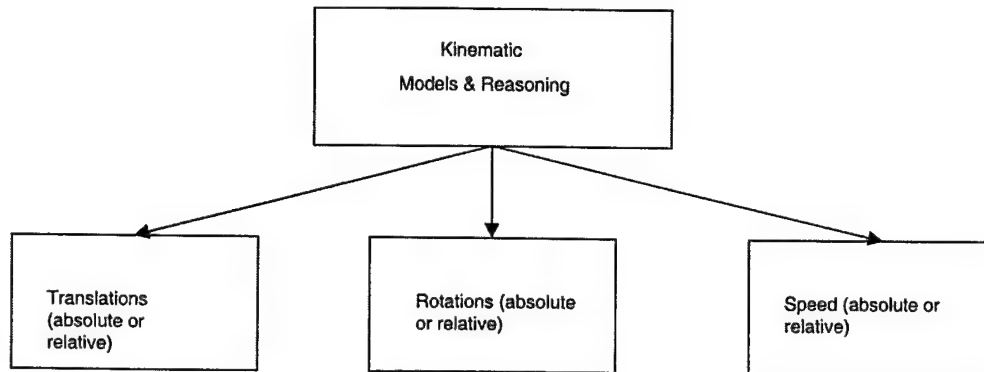 Kinematic
Models & Reasoning
Translations
(absolute or
relative)
Rotations (absolute
or relative)
Speed (absolute or
relative)